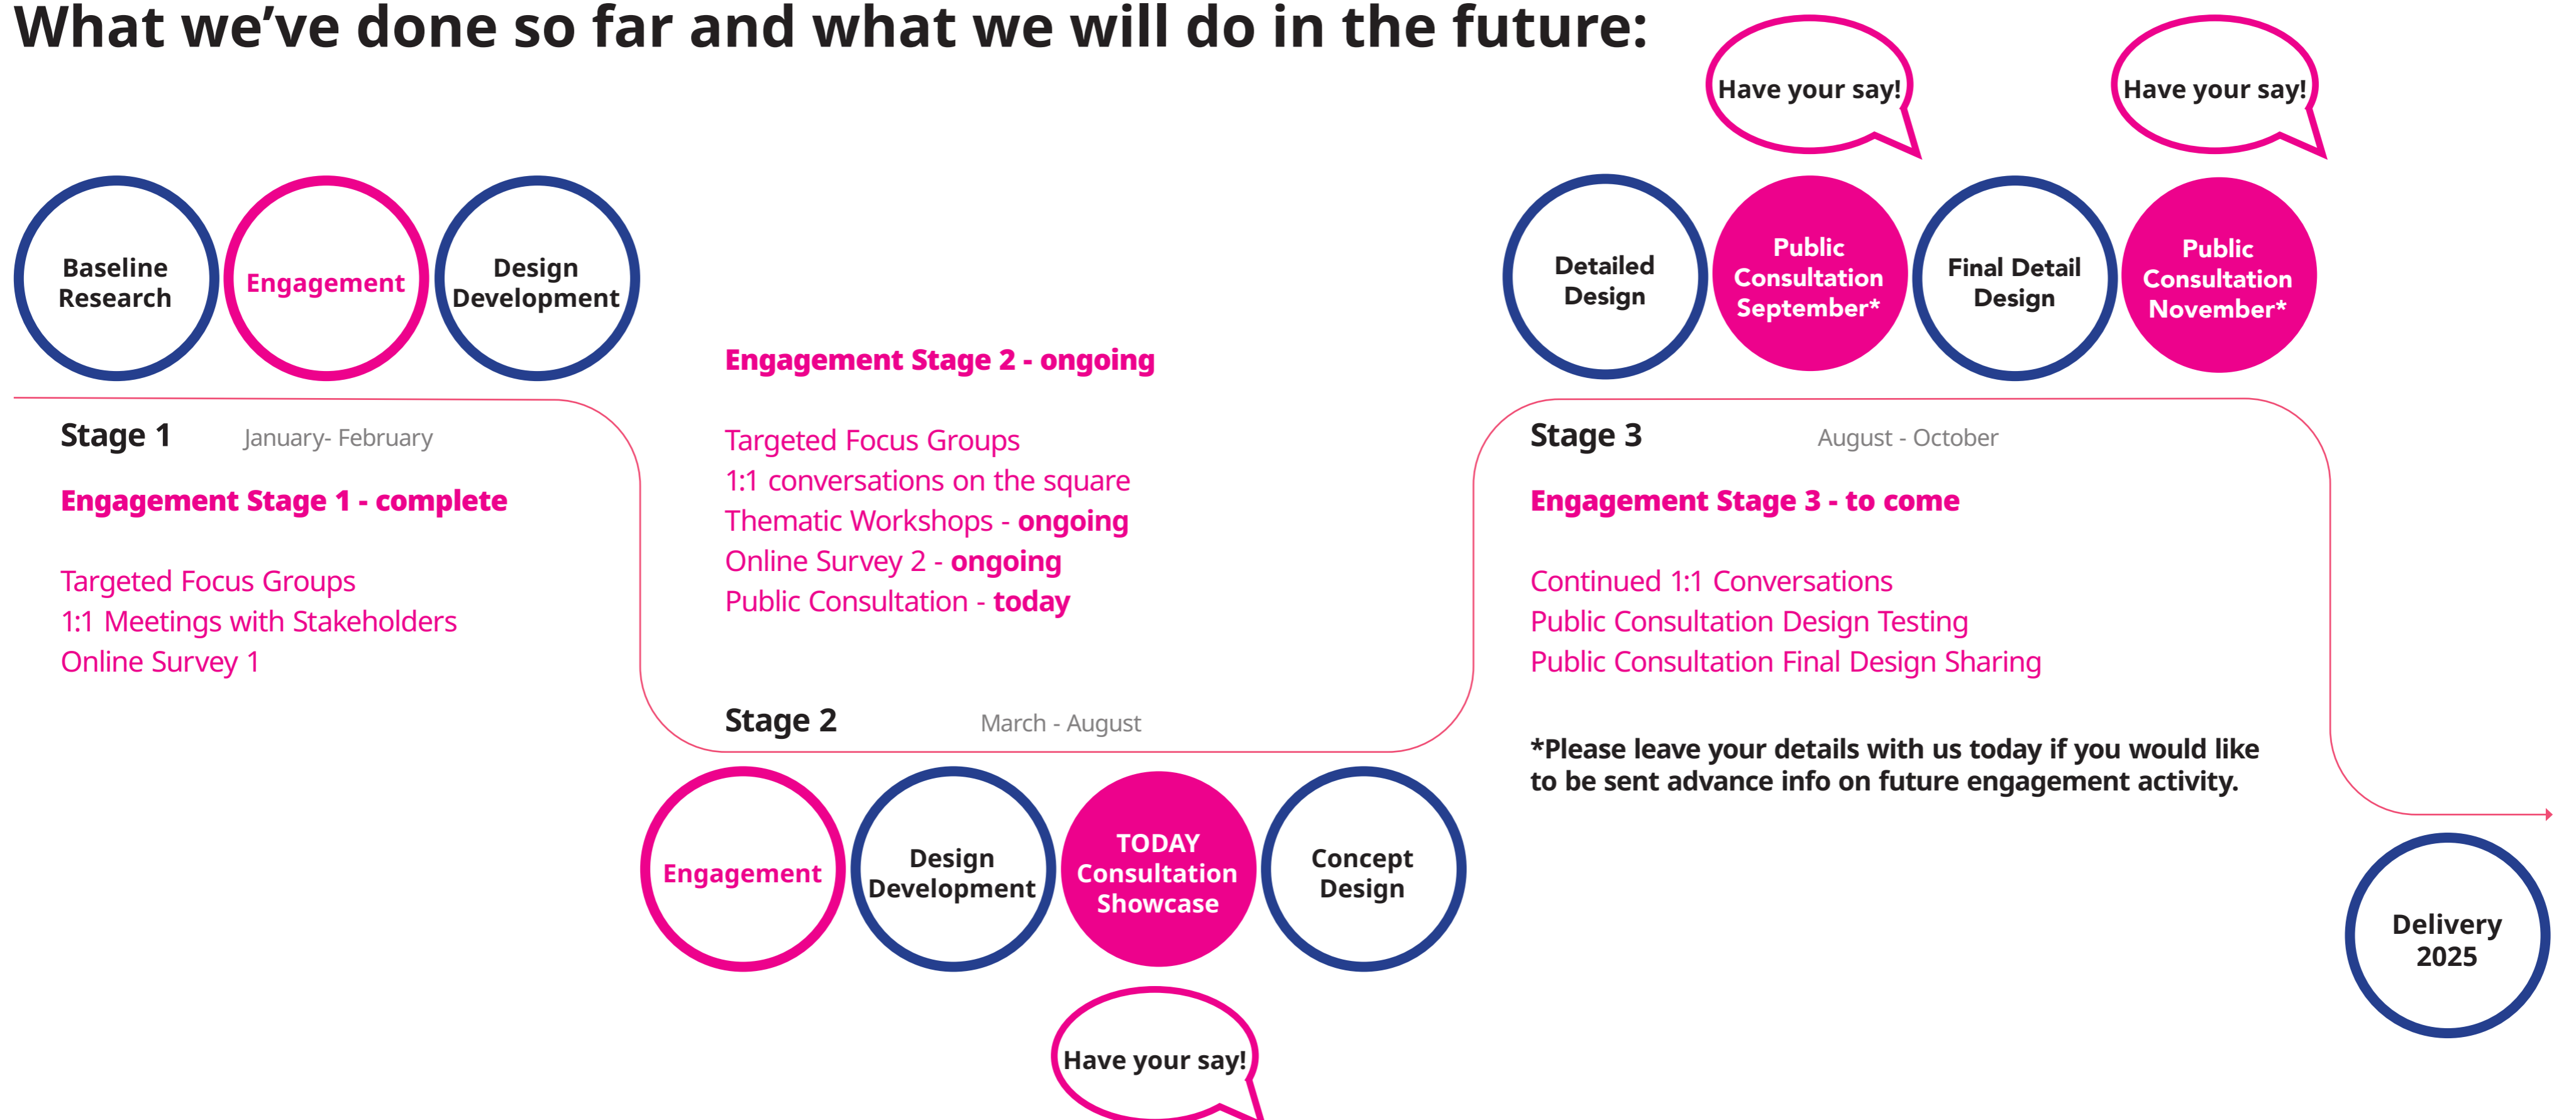 What we’ve done so far and what we will do in the future:
Baseline
Research
Engagement
Design
Development
Stage 1
January- February
Engagement Stage 1 - complete
Targeted Focus Groups
1:1 Meetings with Stakeholders
Online Survey 1
Engagement Stage 2 - ongoing
Targeted Focus Groups
1:1 conversations on the square
Thematic Workshops - ongoing
Online Survey 2 - ongoing
Public Consultation - today
Stage 2
March - August
Engagement
Design
Development
TODAY
Consultation
Showcase
Concept
Design
Have your say!
Have your say!
Have your say!
Detailed
Design
Public
Consultation
September*
Final Detail
Design
Public
Consultation
November*
Stage 3
August - October
Engagement Stage 3 - to come
Continued 1:1 Conversations
Public Consultation Design Testing
Public Consultation Final Design Sharing
*Please leave your details with us today if you would like
to be sent advance info on future engagement activity.
Delivery
2025